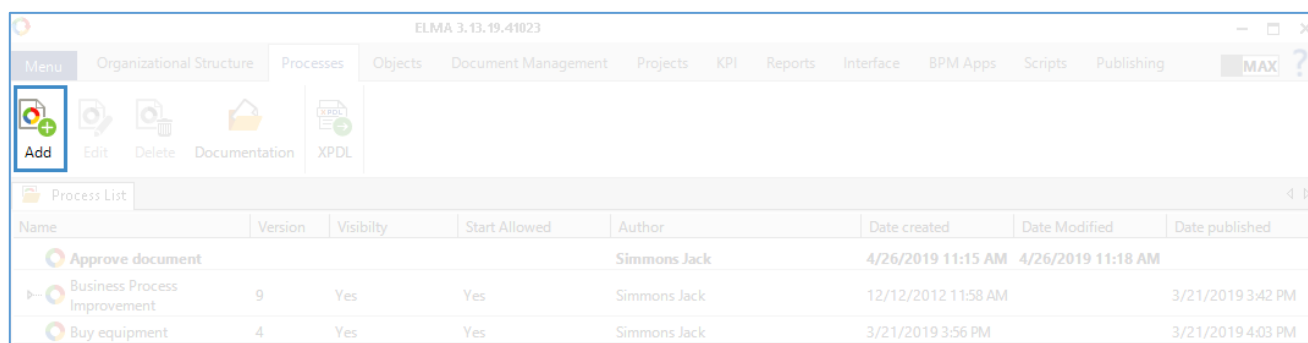 ELMA 3.13.19.41023
Menu Organizational Structure Processes Objects Document Management Projects KPI Reports Interface BPM Apps Scripts Publishing MAX ?
XPDL
Add Edit Delete Documentation XPDL
Process List
Name Version Visibilty Start Allowed Author Date created Date Modified Date published
Approve document Simmons Jack 4/26/2019 11:15 AM 4/26/2019 11:18 AM
Business Process
Improvement 9 Yes Yes Simmons Jack 12/12/2012 11:58 AM 3/21/2019 3:42 PM
Buy equipment 4 Yes Yes Simmons Jack 3/21/2019 3:56 PM 3/21/2019 4:03 PM